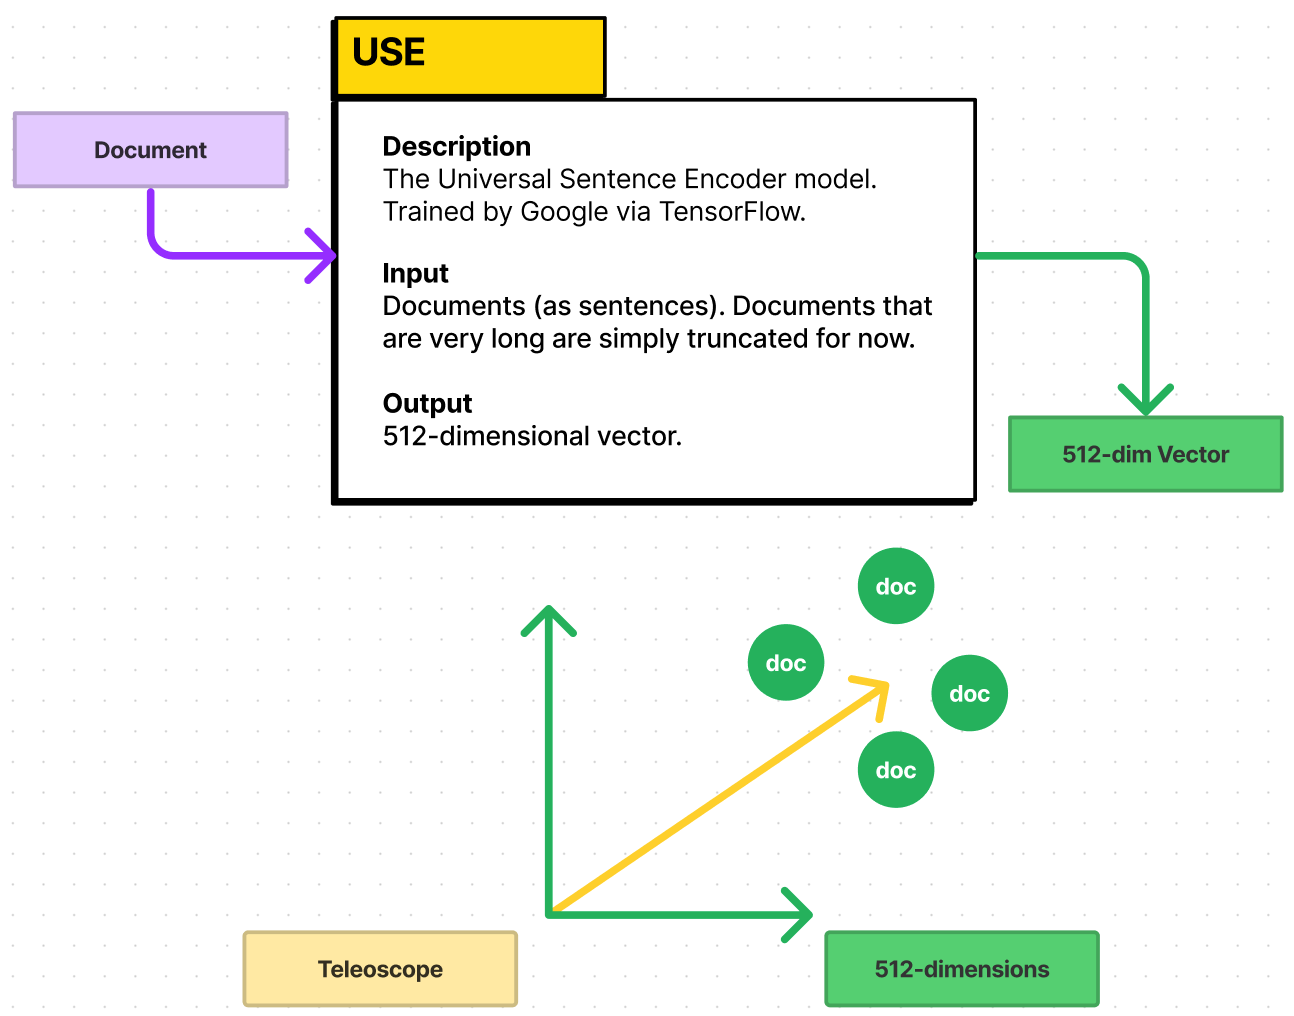 USE
Document
Description
The Universal Sentence Encoder model.
Trained by Google via TensorFlow.
Input
Documents (as sentences). Documents that
are very long are simply truncated for now.
Output
512-dimensional vector.
512-dim Vector
doc
doc
doc
doc
Teleoscope
512-dimensions